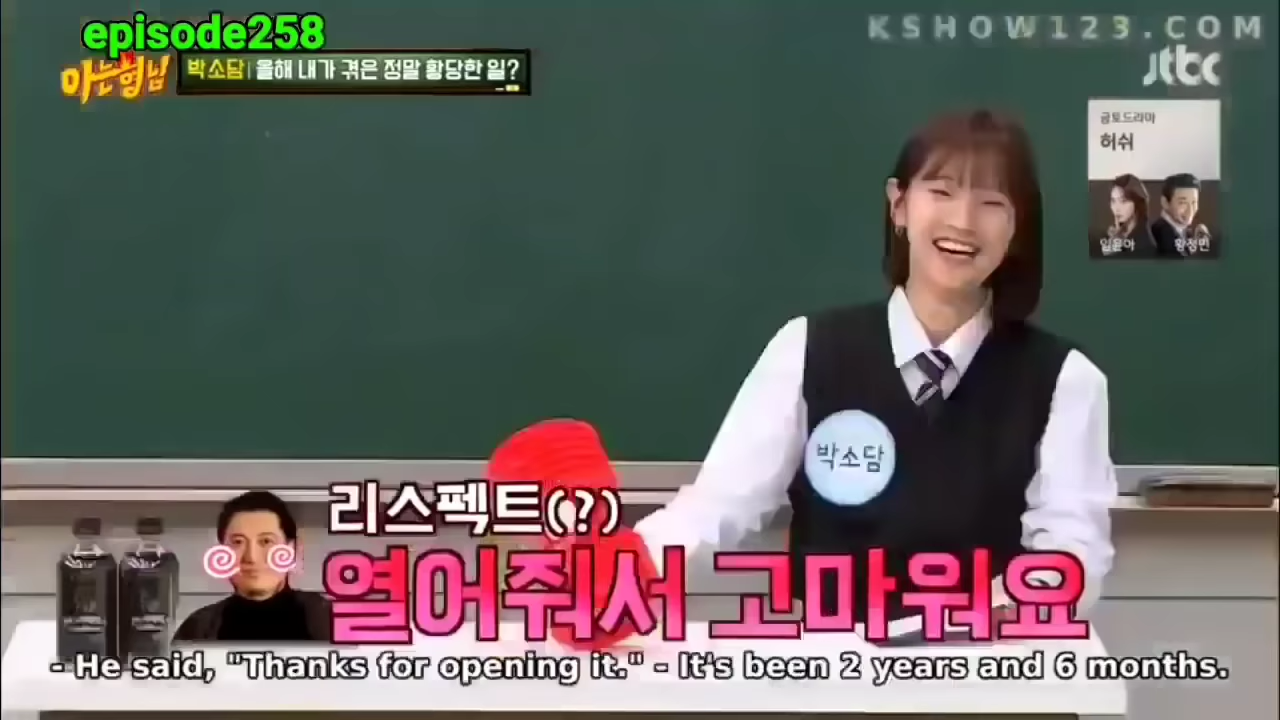 episode258
KSHOW123.COM
아는형님
박소담 | 올해 내가 겪은 정말 황당한 일?
jtbc
금토드라마
허쉬
임윤아 황정민
박소담
리스펙트(?)
열어줘서 고마워요
- He said, "Thanks for opening it." - It's been 2 years and 6 months.